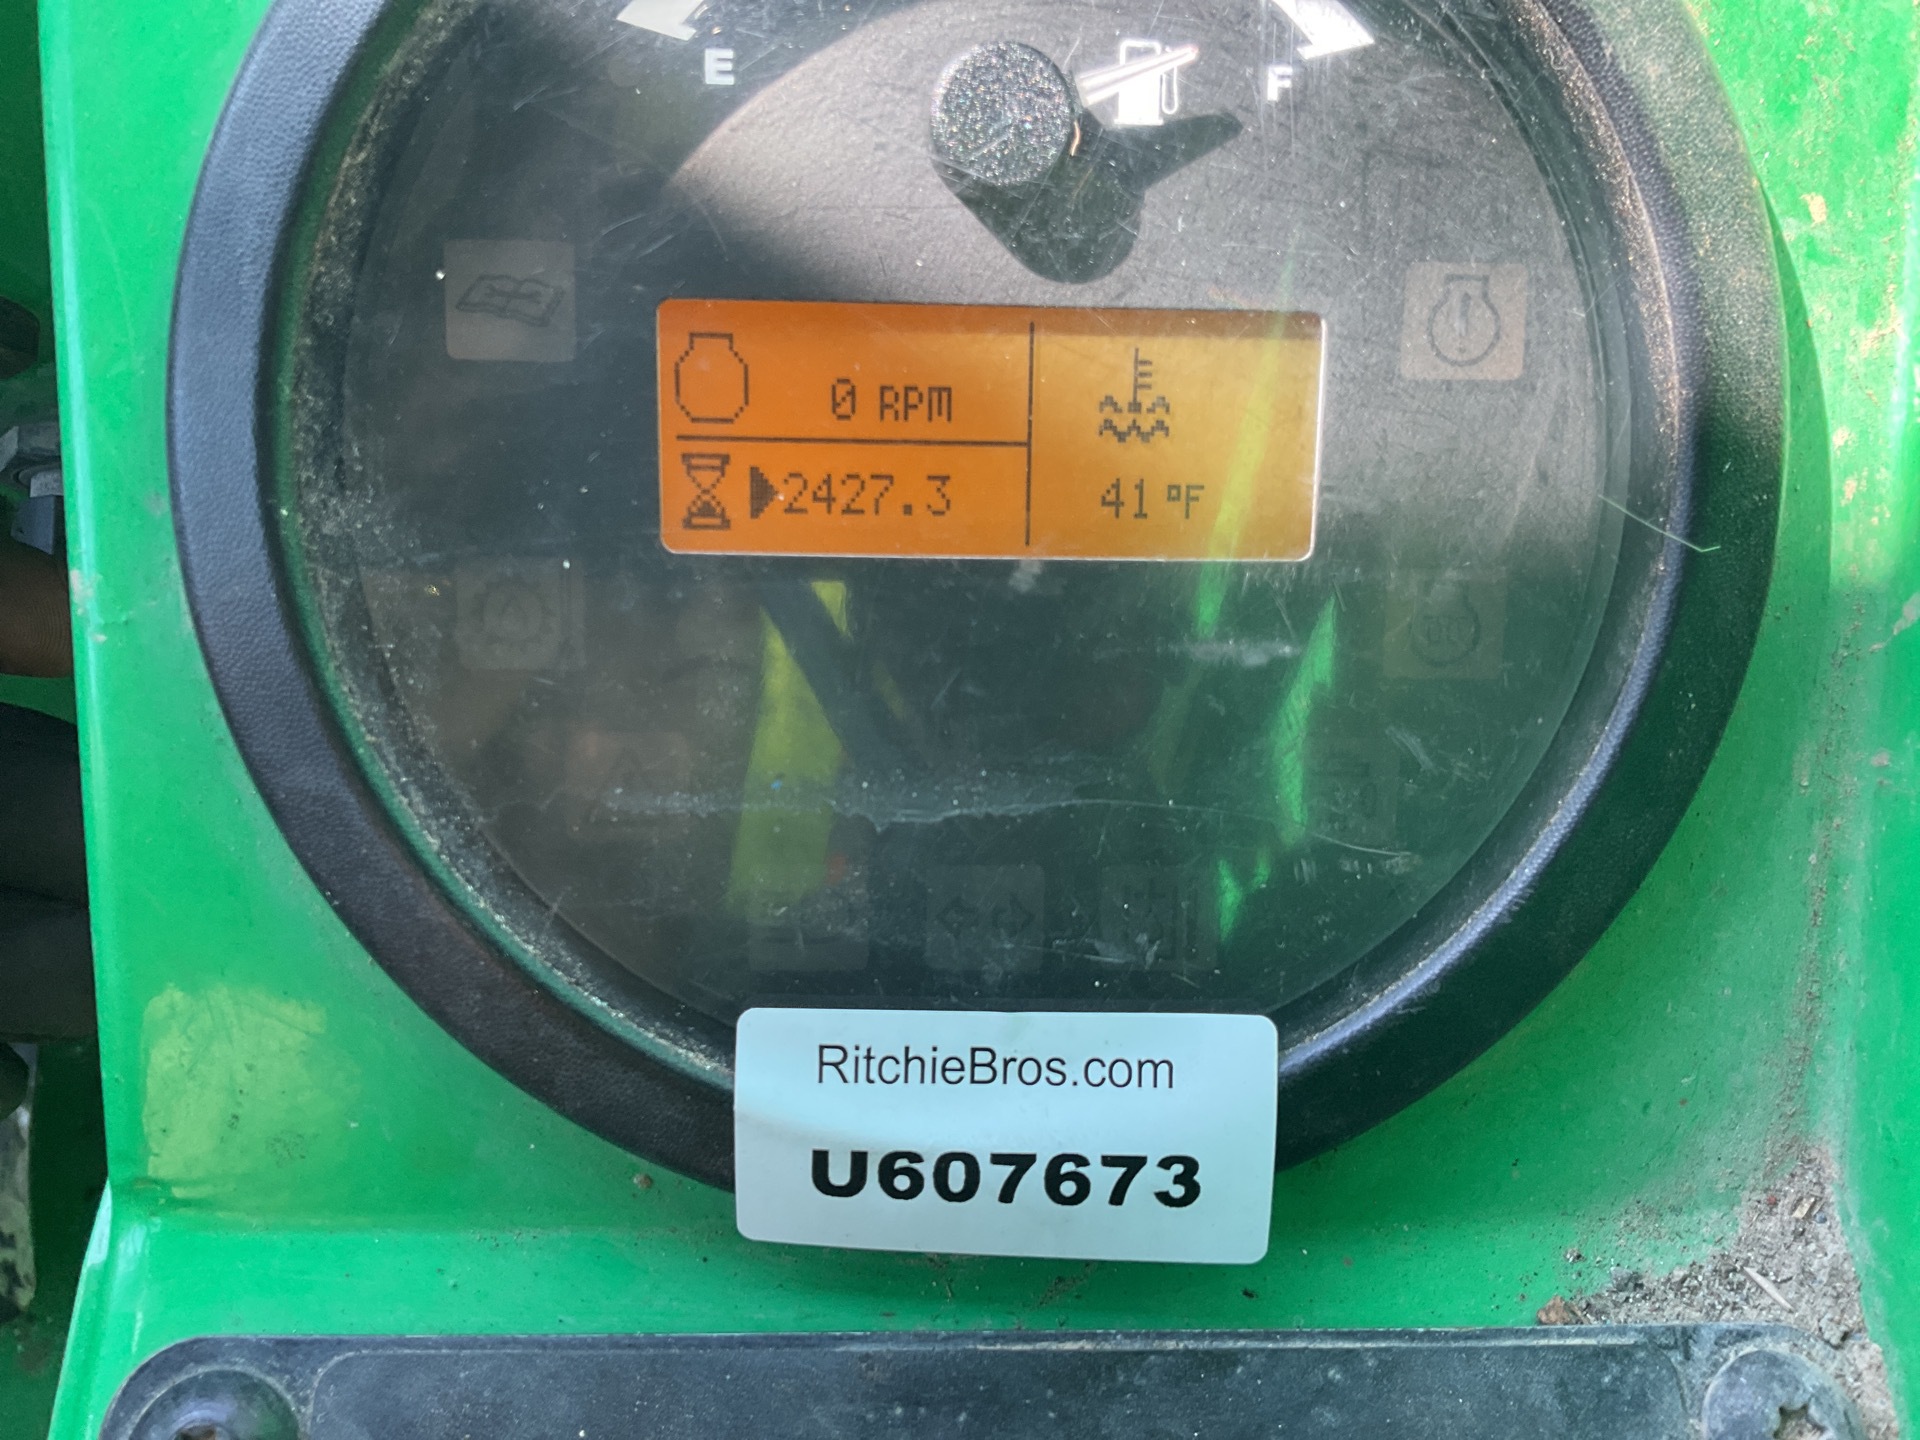 E F
0 RPM
2427.3
41 °F
RitchieBros.com
U607673